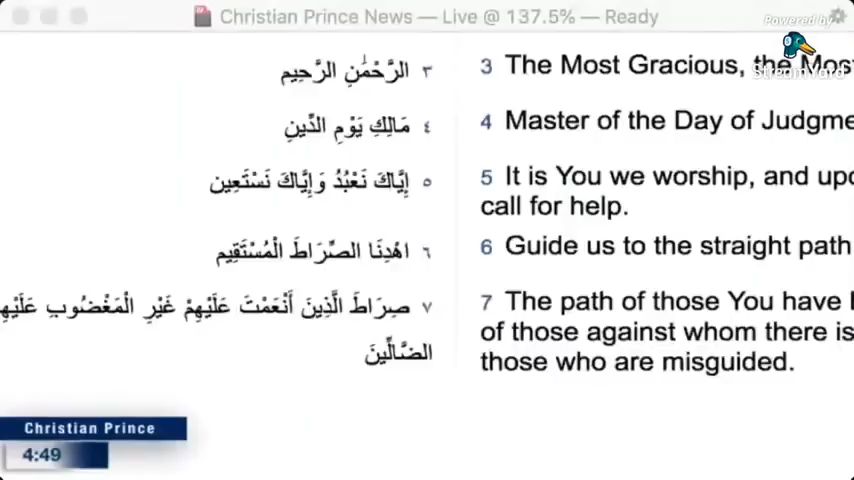 Christian Prince News — Live @ 137.5% — Ready
Powered by
StreamYard
٣ الرَّحْمَٰنِ الرَّحِيم
3 The Most Gracious, the Most
٤ مَالِكِ يَوْمِ الدِّينِ
4 Master of the Day of Judgme
٥ إِيَّاكَ نَعْبُدُ وَإِيَّاكَ نَسْتَعِين
5 It is You we worship, and upo
call for help.
٦ اهْدِنَا الصِّرَاطَ الْمُسْتَقِيم
6 Guide us to the straight path
٧ صِرَاطَ الَّذِينَ أَنْعَمْتَ عَلَيْهِمْ غَيْرِ الْمَغْضُوبِ عَلَيْهِ
الضَّالِّينَ
7 The path of those You have
of those against whom there is
those who are misguided.
Christian Prince
4:49